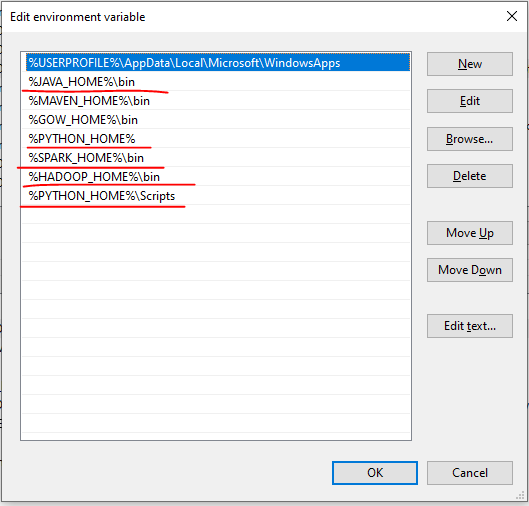 Edit environment variable
%USERPROFILE%\AppData\Local\Microsoft\WindowsApps
%JAVA_HOME%\bin
%MAVEN_HOME%\bin
%GOW_HOME%\bin
%PYTHON_HOME%
%SPARK_HOME%\bin
%HADOOP_HOME%\bin
%PYTHON_HOME%\Scripts
New
Edit
Browse...
Delete
Move Up
Move Down
Edit text...
OK
Cancel